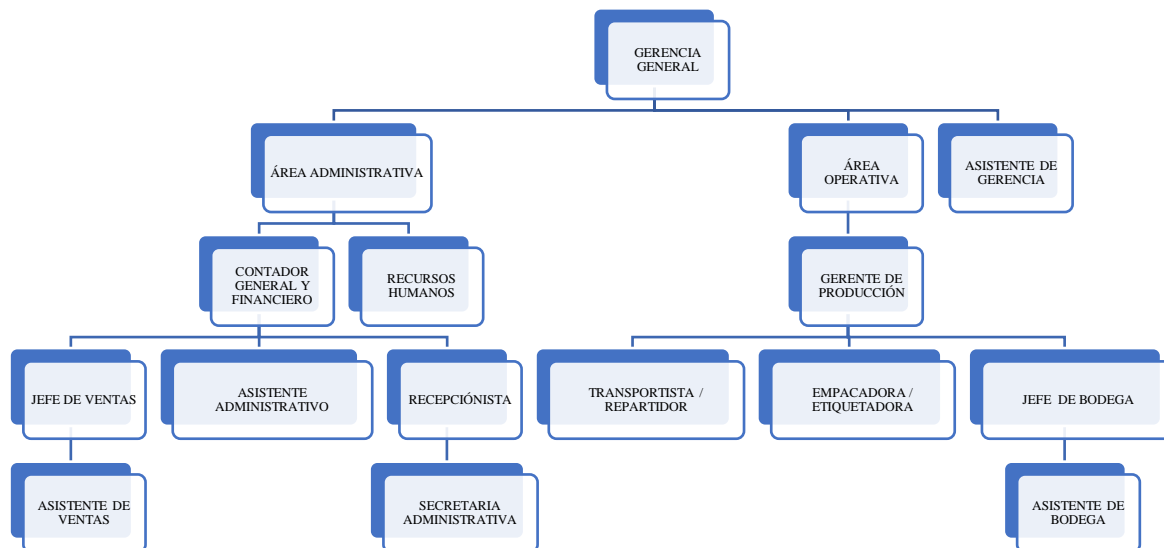 GERENCIA
GENERAL
ÁREA ADMINISTRATIVA
ÁREA
OPERATIVA
ASISTENTE DE
GERENCIA
CONTADOR
GENERAL Y
FINANCIERO
RECURSOS
HUMANOS
GERENTE DE
PRODUCCIÓN
JEFE DE VENTAS
ASISTENTE
ADMINISTRATIVO
RECEPCIÓNISTA
TRANSPORTISTA /
REPARTIDOR
EMPACADORA /
ETIQUETADORA
JEFE DE BODEGA
ASISTENTE DE
VENTAS
SECRETARIA
ADMINISTRATIVA
ASISTENTE DE
BODEGA